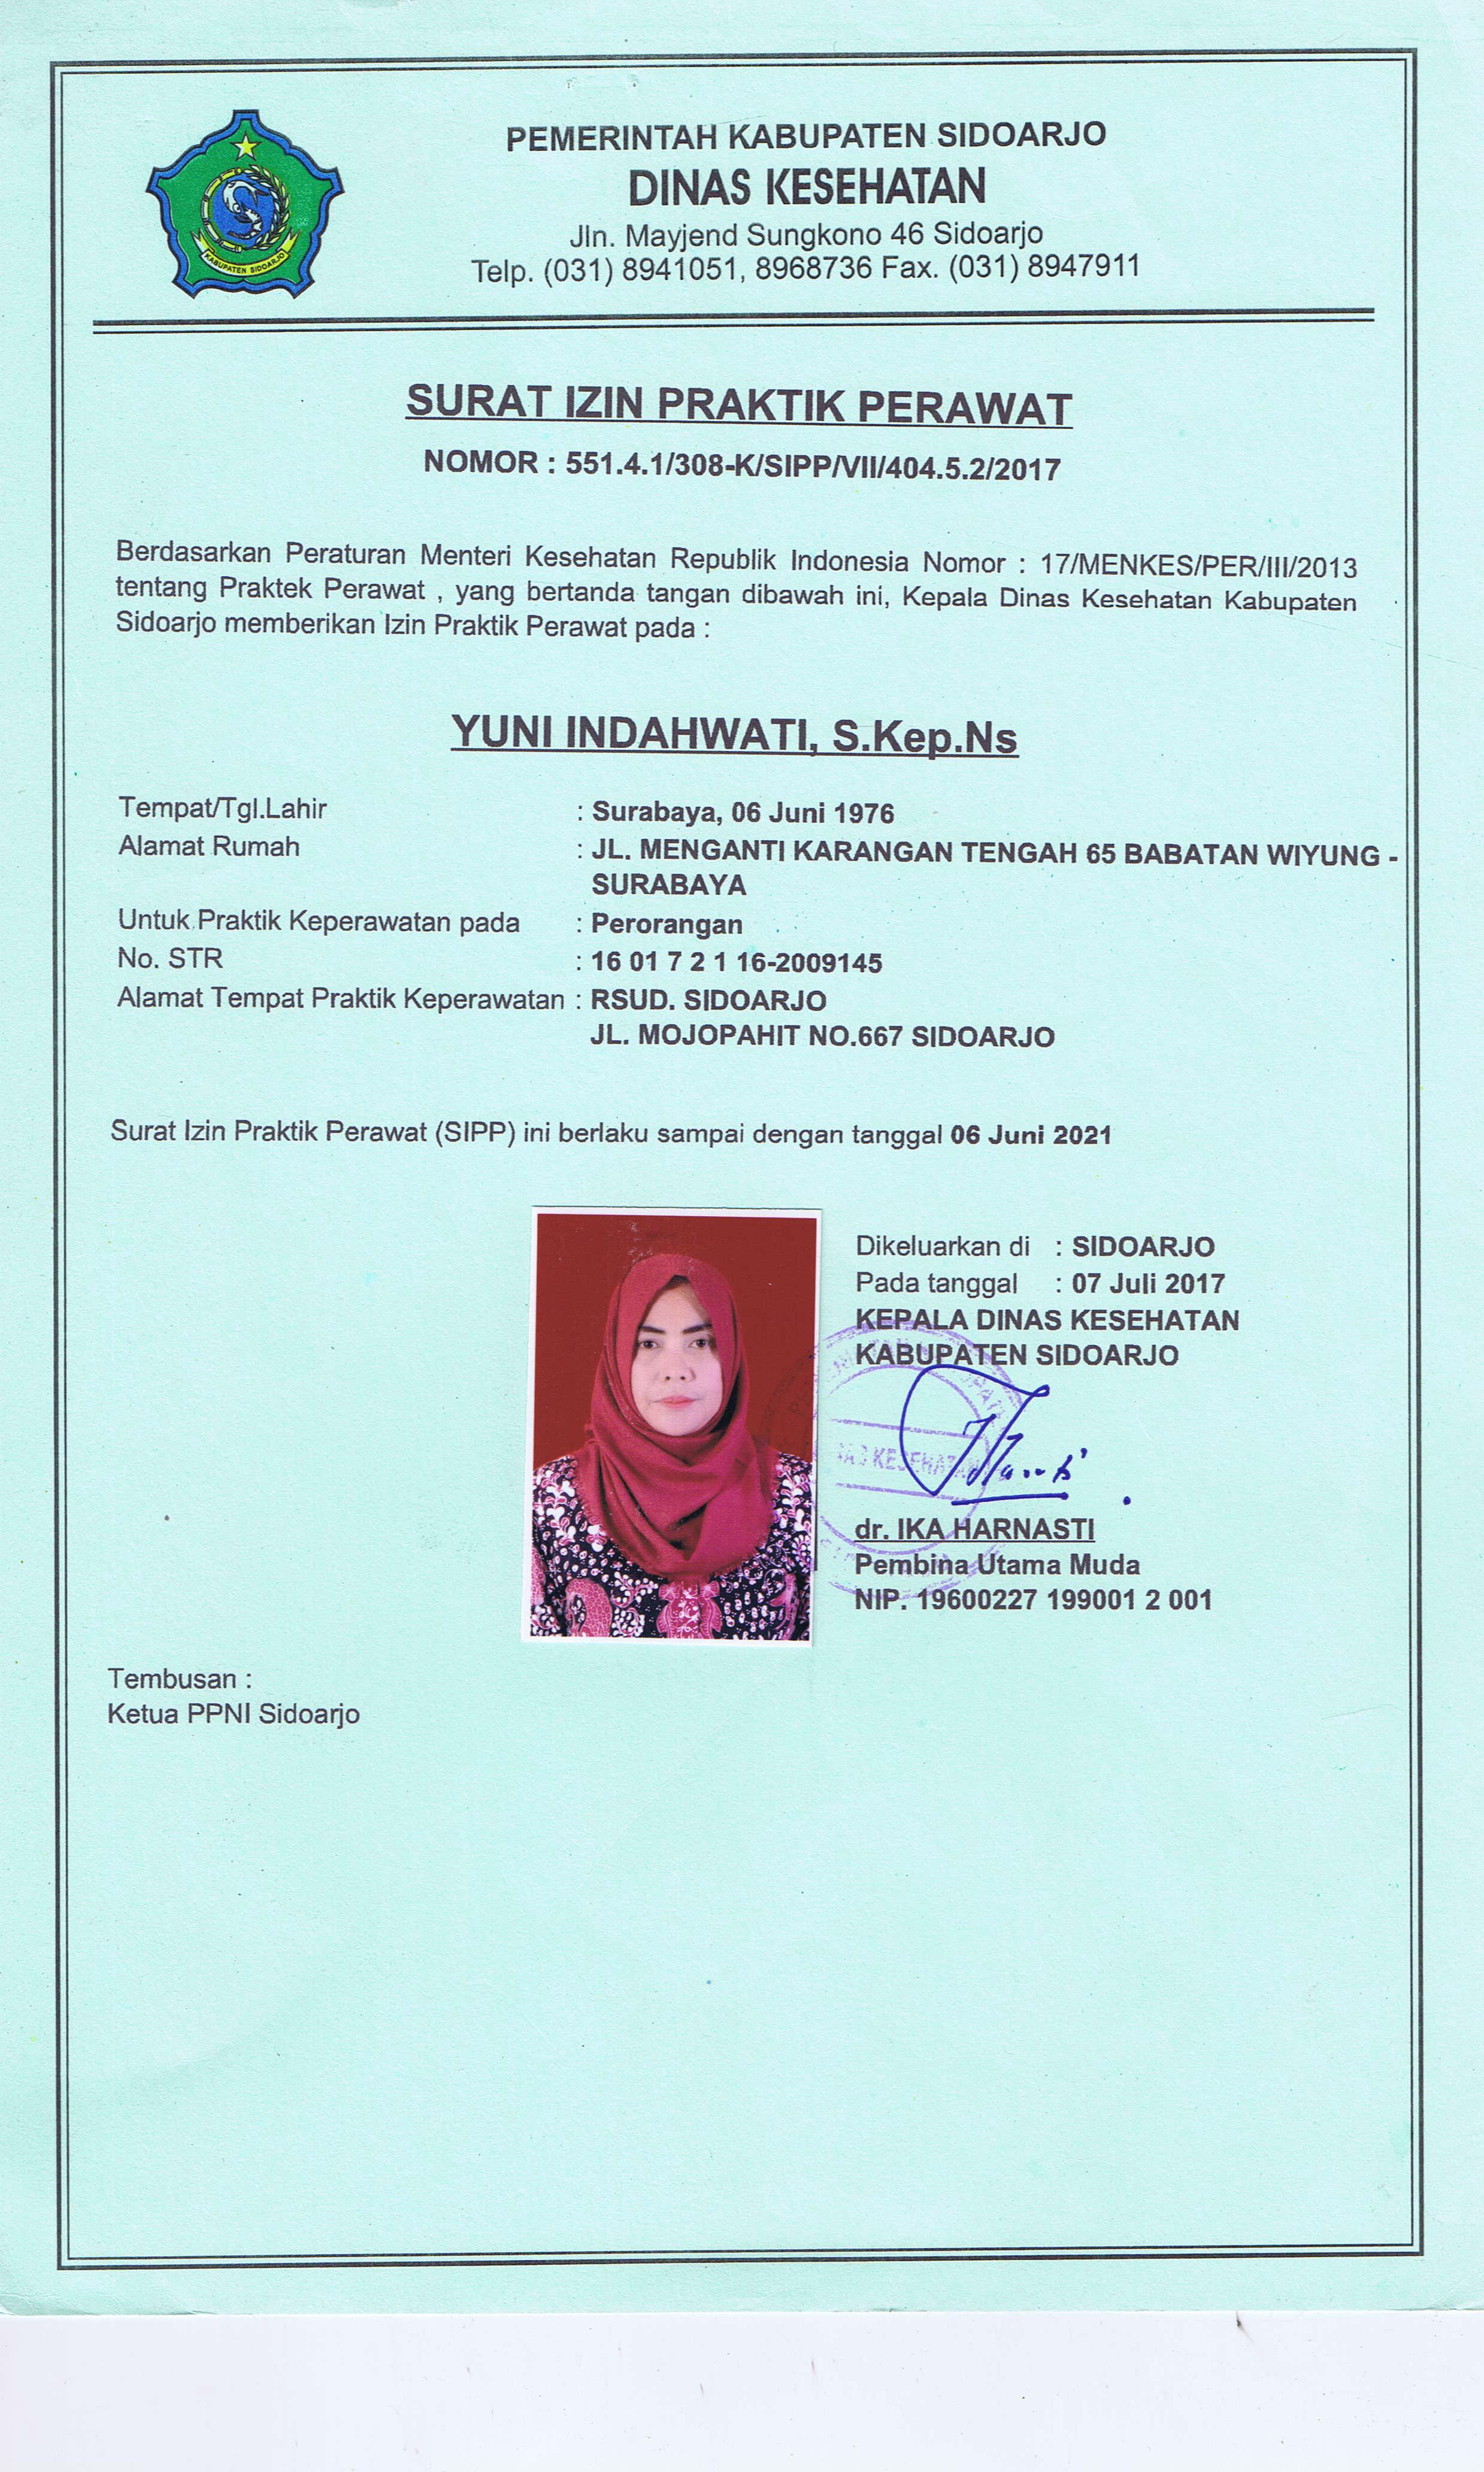 PEMERINTAH KABUPATEN SIDOARJO
DINAS KESEHATAN
Jln. Mayjend Sungkono 46 Sidoarjo
Telp. (031) 8941051, 8968736 Fax. (031) 8947911
KABUPATEN SIDOARJO
SURAT IZIN PRAKTIK PERAWAT
NOMOR : 551.4.1/308-K/SIPP/VII/404.5.2/2017
Berdasarkan Peraturan Menteri Kesehatan Republik Indonesia Nomor : 17/MENKES/PER/III/2013
tentang Praktek Perawat , yang bertanda tangan dibawah ini, Kepala Dinas Kesehatan Kabupaten
Sidoarjo memberikan Izin Praktik Perawat pada :
YUNI INDAHWATI, S.Kep.Ns
Tempat/Tgl.Lahir : Surabaya, 06 Juni 1976
Alamat Rumah : JL. MENGANTI KARANGAN TENGAH 65 BABATAN WIYUNG -
SURABAYA
Untuk Praktik Keperawatan pada : Perorangan
No. STR : 16 01 7 2 1 16-2009145
Alamat Tempat Praktik Keperawatan : RSUD. SIDOARJO
JL. MOJOPAHIT NO.667 SIDOARJO
Surat Izin Praktik Perawat (SIPP) ini berlaku sampai dengan tanggal 06 Juni 2021
Dikeluarkan di : SIDOARJO
Pada tanggal : 07 Juli 2017
KEPALA DINAS KESEHATAN
KABUPATEN SIDOARJO
dr. IKA HARNASTI
Pembina Utama Muda
NIP. 19600227 199001 2 001
Tembusan :
Ketua PPNI Sidoarjo